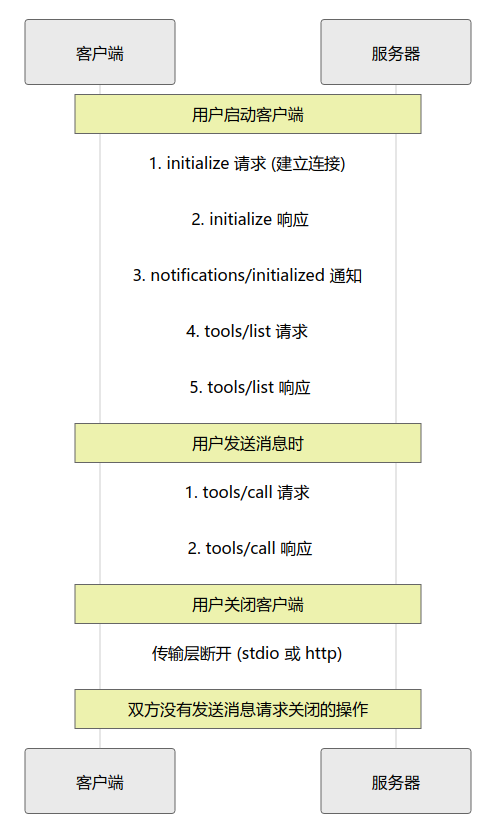 客户端
服务器
用户启动客户端
1. initialize 请求 (建立连接)
2. initialize 响应
3. notifications/initialized 通知
4. tools/list 请求
5. tools/list 响应
用户发送消息时
1. tools/call 请求
2. tools/call 响应
用户关闭客户端
传输层断开 (stdio 或 http)
双方没有发送消息请求关闭的操作
客户端
服务器